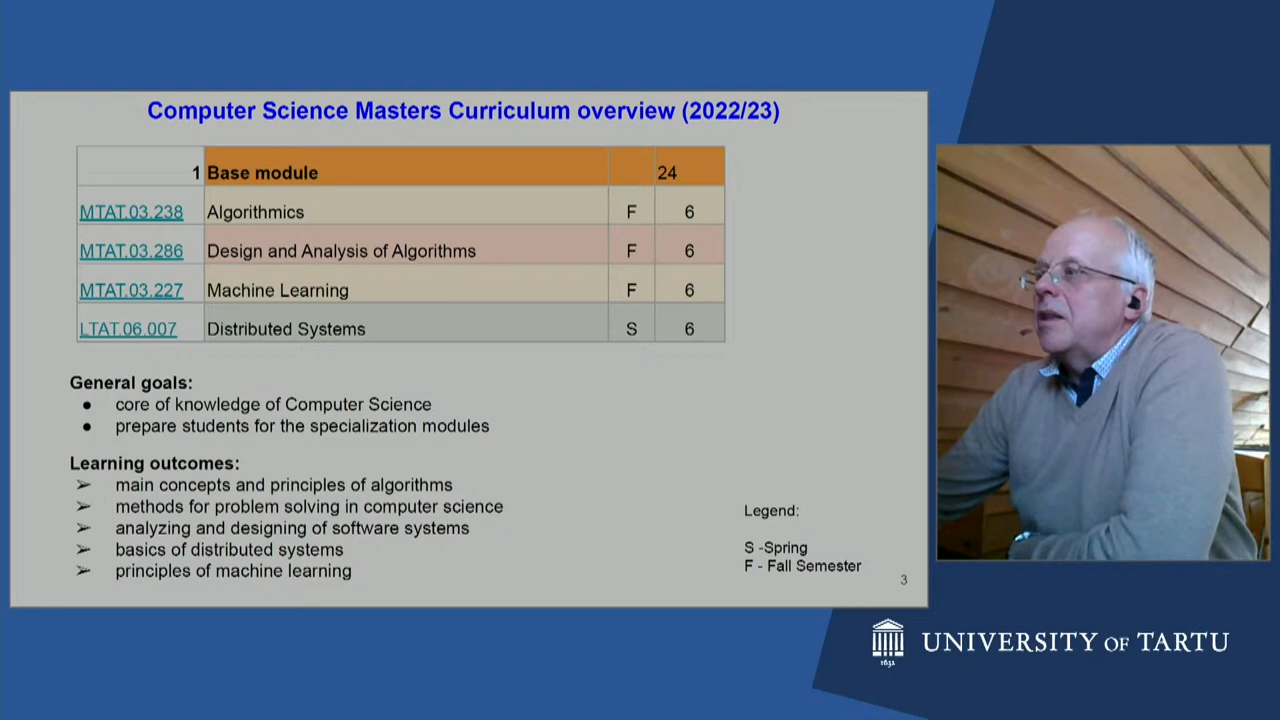 Computer Science Masters Curriculum overview (2022/23)
1 Base module 24
MTAT.03.238 Algorithmics F 6
MTAT.03.286 Design and Analysis of Algorithms F 6
MTAT.03.227 Machine Learning F 6
LTAT.06.007 Distributed Systems S 6
General goals:
● core of knowledge of Computer Science
● prepare students for the specialization modules
Learning outcomes:
➢ main concepts and principles of algorithms
➢ methods for problem solving in computer science
➢ analyzing and designing of software systems
➢ basics of distributed systems
➢ principles of machine learning
Legend:
S -Spring
F - Fall Semester
3
UNIVERSITY OF TARTU
1632